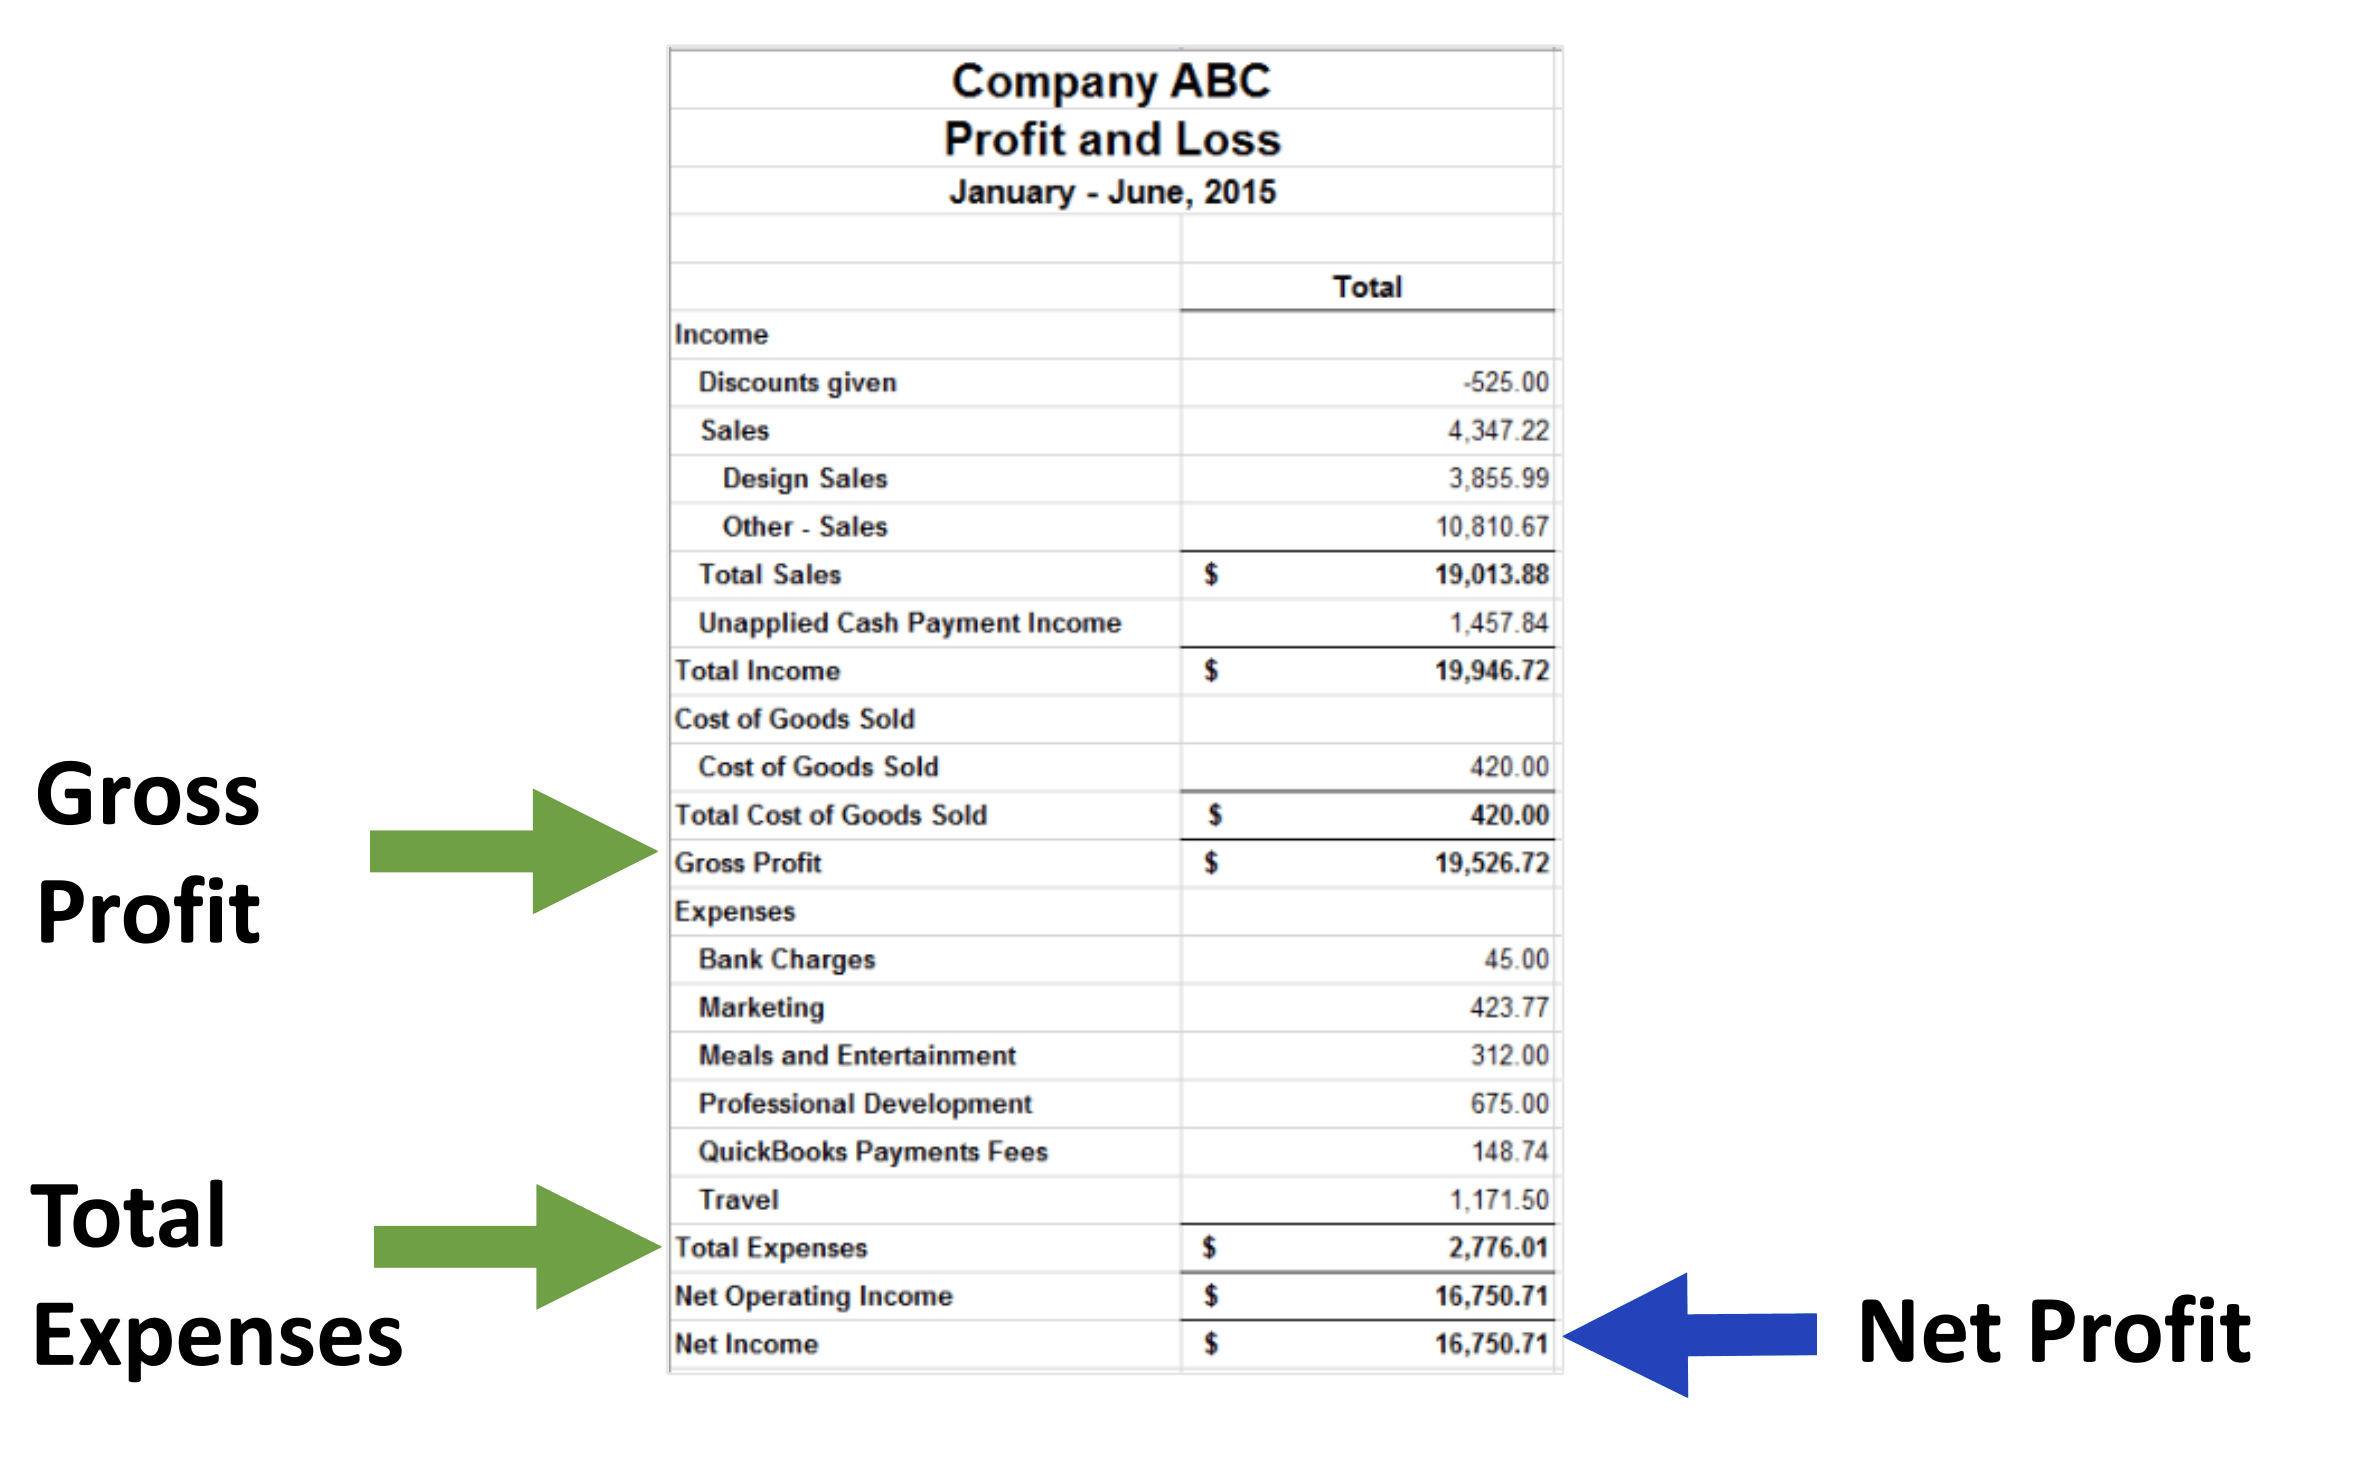 Company ABC
Profit and Loss
January - June, 2015
Total
Income
Discounts given -525.00
Sales 4,347.22
Design Sales 3,855.99
Other - Sales 10,810.67
Total Sales $ 19,013.88
Unapplied Cash Payment Income 1,457.84
Total Income $ 19,946.72
Cost of Goods Sold
Cost of Goods Sold 420.00
Total Cost of Goods Sold $ 420.00
Gross Profit $ 19,526.72
Expenses
Bank Charges 45.00
Marketing 423.77
Meals and Entertainment 312.00
Professional Development 675.00
QuickBooks Payments Fees 148.74
Travel 1,171.50
Total Expenses $ 2,776.01
Net Operating Income $ 16,750.71
Net Income $ 16,750.71
Gross
Profit
Total
Expenses
Net Profit